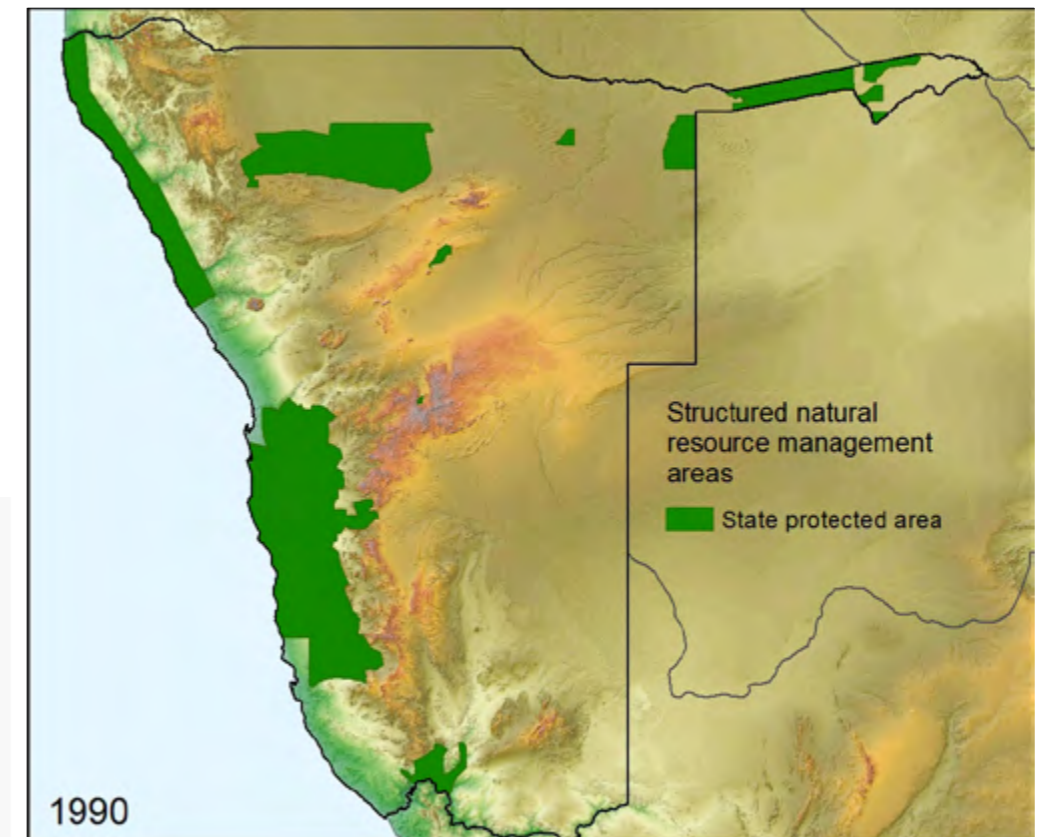 Structured natural
resource management
areas
State protected area
1990